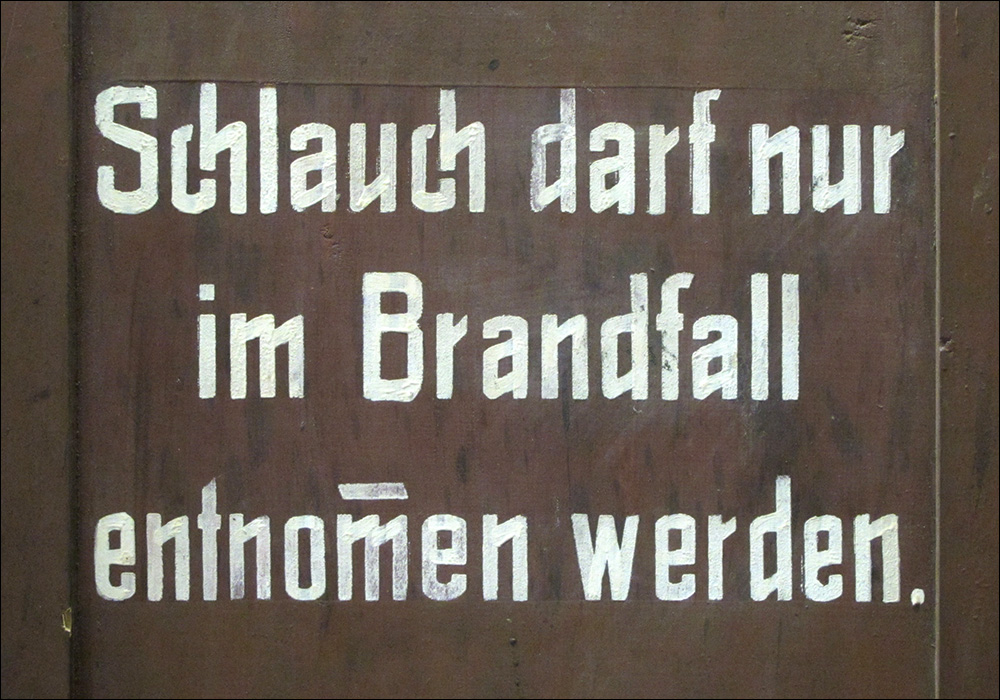 Schlauch darf nur
im Brandfall
entnom̅en werden.